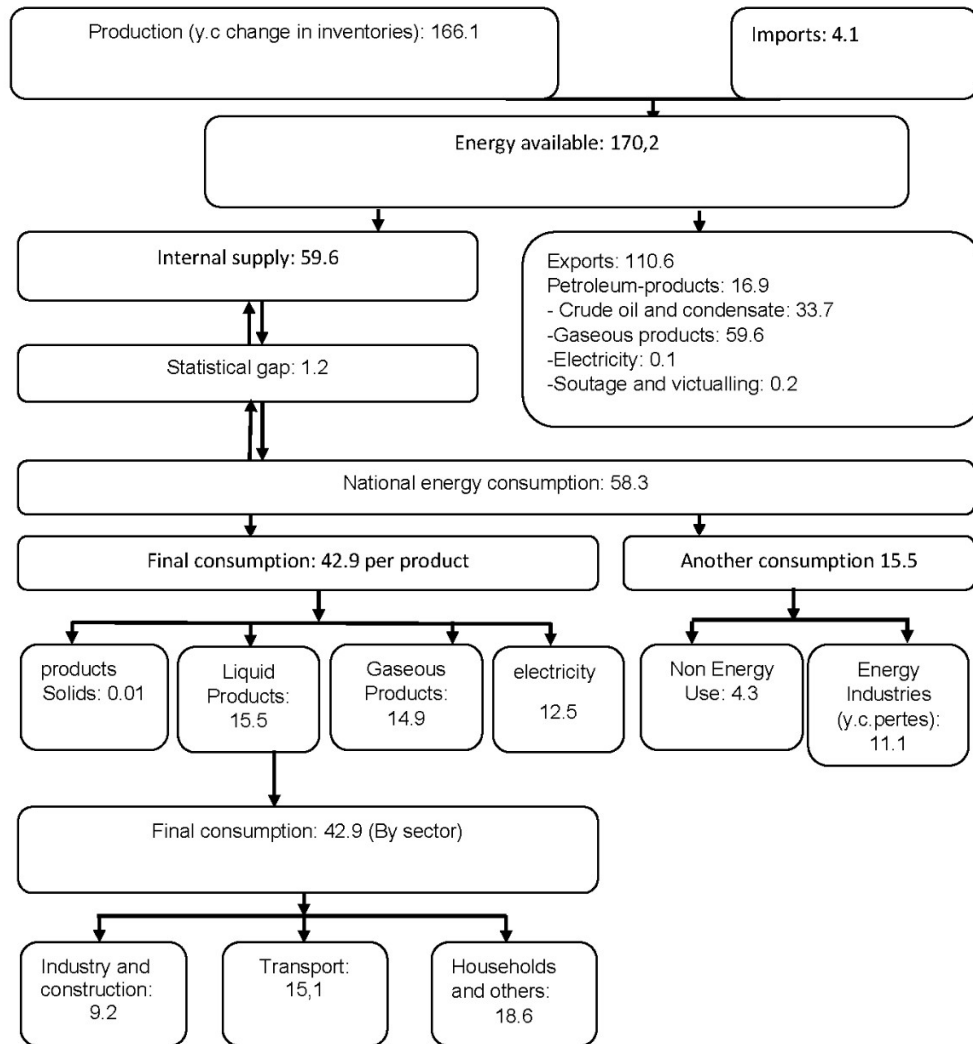 Production (y.c change in inventories): 166.1
Imports: 4.1
Energy available: 170,2
Internal supply: 59.6
Exports: 110.6
Petroleum-products: 16.9
- Crude oil and condensate: 33.7
-Gaseous products: 59.6
-Electricity: 0.1
-Soutage and victualling: 0.2
Statistical gap: 1.2
National energy consumption: 58.3
Final consumption: 42.9 per product
Another consumption 15.5
products
Solids: 0.01
Liquid
Products:
15.5
Gaseous
Products:
14.9
electricity
12.5
Non Energy
Use: 4.3
Energy
Industries
(y.c.pertes):
11.1
Final consumption: 42.9 (By sector)
Industry and
construction:
9.2
Transport:
15,1
Households
and others:
18.6